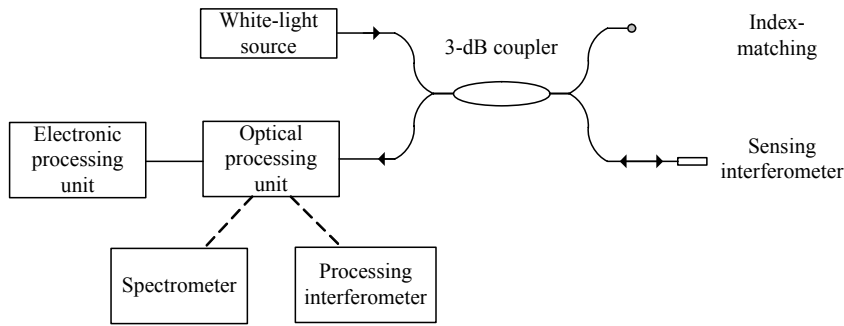 White-light
source
3-dB coupler
Index-
matching
Electronic
processing
unit
Optical
processing
unit
Sensing
interferometer
Spectrometer
Processing
interferometer